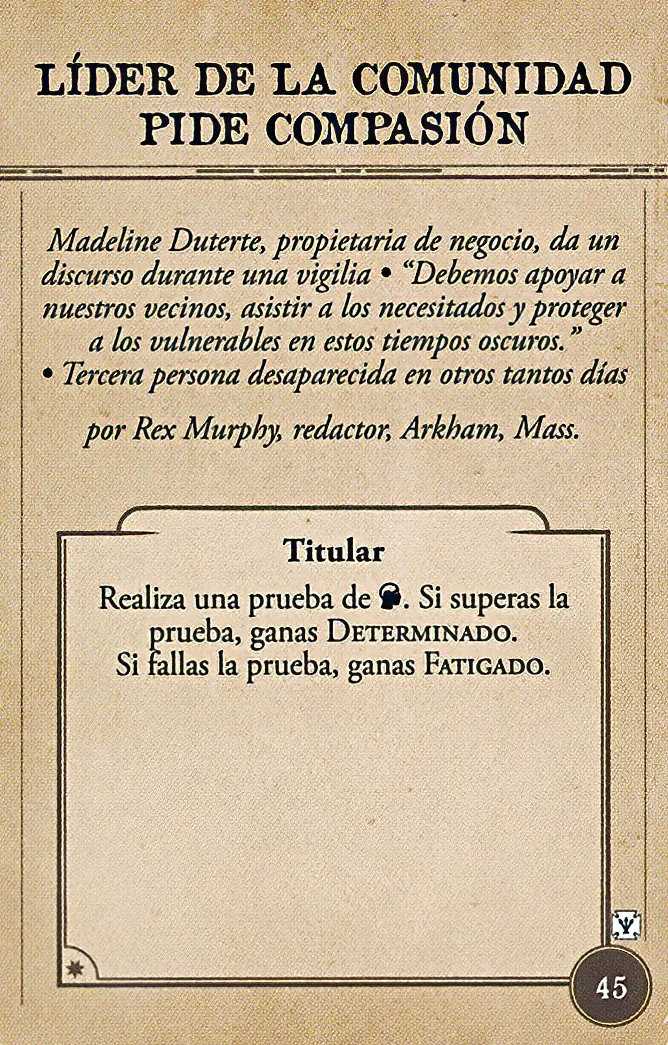 LÍDER DE LA COMUNIDAD
PIDE COMPASIÓN
Madeline Duterte, propietaria de negocio, da un
discurso durante una vigilia • “Debemos apoyar a
nuestros vecinos, asistir a los necesitados y proteger
a los vulnerables en estos tiempos oscuros.”
• Tercera persona desaparecida en otros tantos días
por Rex Murphy, redactor, Arkham, Mass.
Titular
Realiza una prueba de . Si superas la
prueba, ganas DETERMINADO.
Si fallas la prueba, ganas FATIGADO.
45